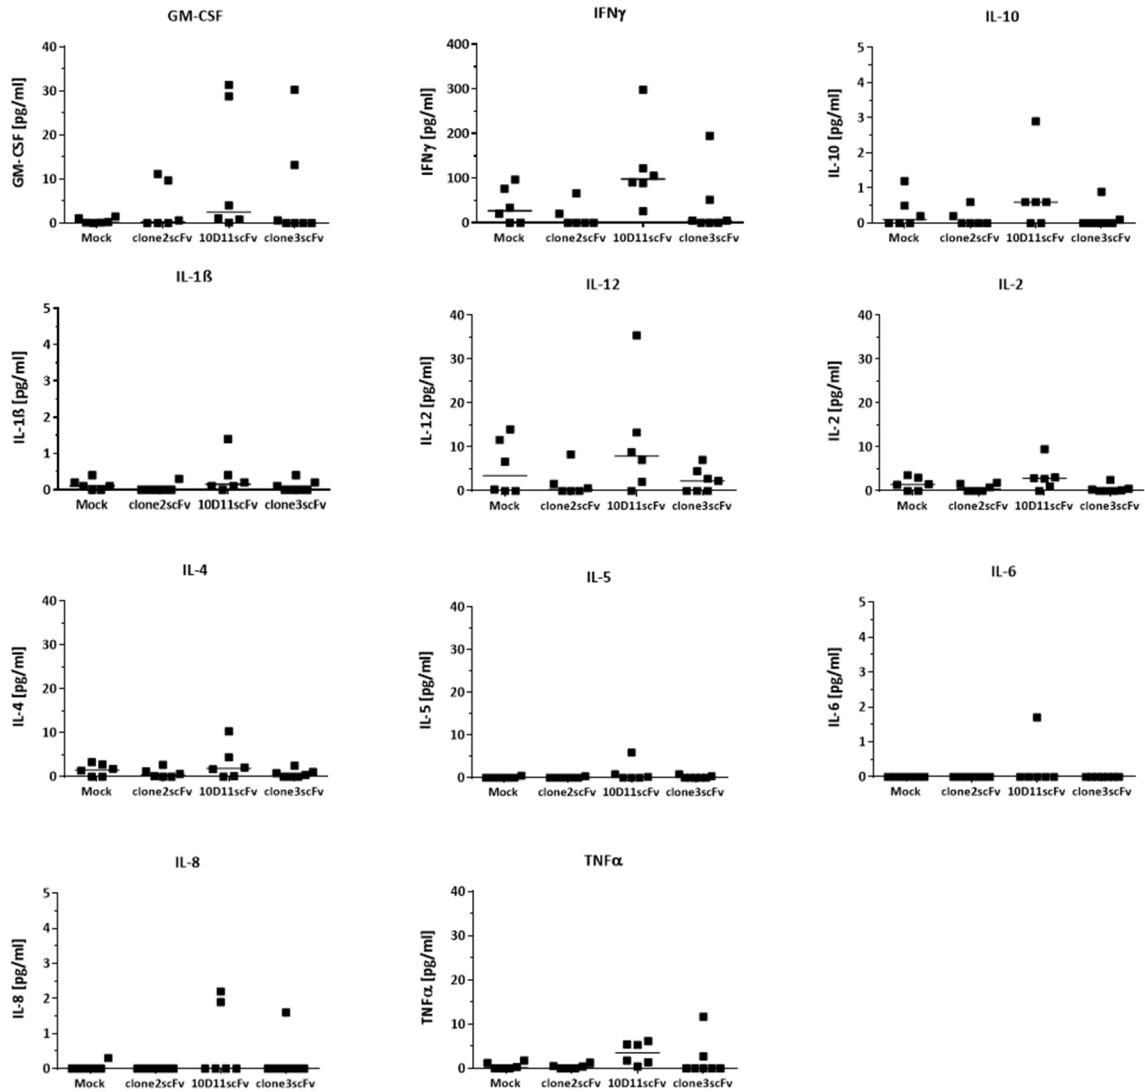 GM-CSF
GM-CSF [pg/ml]
40
30
20
10
0
Mock clone2scFv 10D11scFv clone3scFv
IFNγ
IFNγ [pg/ml]
400
300
200
100
0
Mock clone2scFv 10D11scFv clone3scFv
IL-10
IL-10 [pg/ml]
5
4
3
2
1
0
Mock clone2scFv 10D11scFv clone3scFv
IL-1ß
IL-1ß [pg/ml]
5
4
3
2
1
0
Mock clone2scFv 10D11scFv clone3scFv
IL-12
IL-12 [pg/ml]
40
30
20
10
0
Mock clone2scFv 10D11scFv clone3scFv
IL-2
IL-2 [pg/ml]
40
30
20
10
0
Mock clone2scFv 10D11scFv clone3scFv
IL-4
IL-4 [pg/ml]
40
30
20
10
0
Mock clone2scFv 10D11scFv clone3scFv
IL-5
IL-5 [pg/ml]
40
30
20
10
0
Mock clone2scFv 10D11scFv clone3scFv
IL-6
IL-6 [pg/ml]
5
4
3
2
1
0
Mock clone2scFv 10D11scFv clone3scFv
IL-8
IL-8 [pg/ml]
5
4
3
2
1
0
Mock clone2scFv 10D11scFv clone3scFv
TNFα
TNFα [pg/ml]
40
30
20
10
0
Mock clone2scFv 10D11scFv clone3scFv